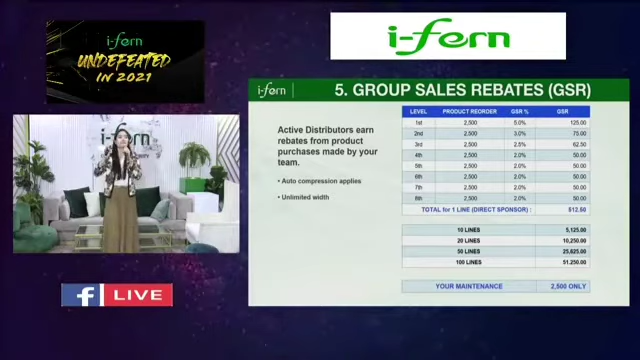 i-fern
UNDEFEATED
IN 2021
i-fern
i-fern
5. GROUP SALES REBATES (GSR)
i-fern
Active Distributors earn
rebates from product
purchases made by your
team.
• Auto compression applies
• Unlimited width
LEVEL PRODUCT REORDER GSR % GSR
1st 2,500 5.0% 125.00
2nd 2,500 3.0% 75.00
3rd 2,500 2.5% 62.50
4th 2,500 2.0% 50.00
5th 2,500 2.0% 50.00
6th 2,500 2.0% 50.00
7th 2,500 2.0% 50.00
8th 2,500 2.0% 50.00
TOTAL for 1 LINE (DIRECT SPONSOR) : 512.50
10 LINES 5,125.00
20 LINES 10,250.00
50 LINES 25,625.00
100 LINES 51,250.00
YOUR MAINTENANCE 2,500 ONLY
f LIVE